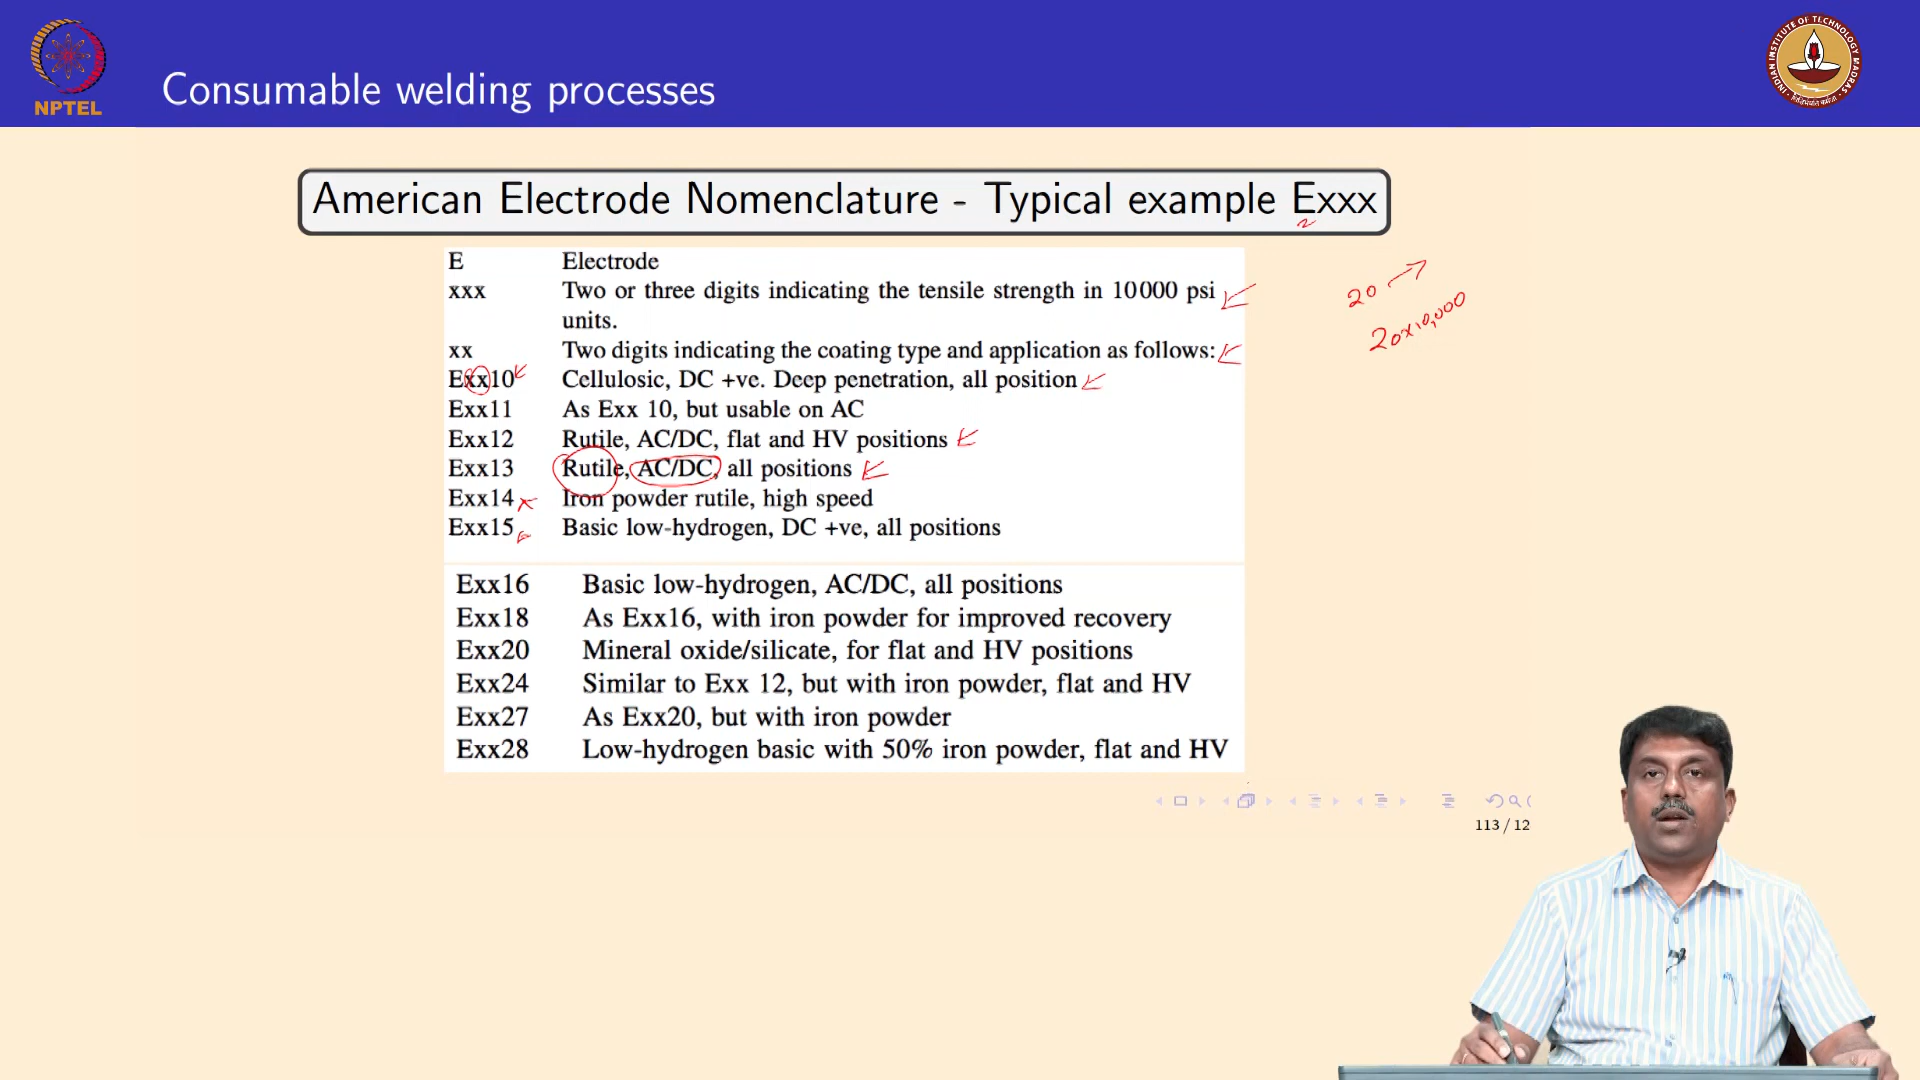 NPTEL
Consumable welding processes
INDIAN INSTITUTE OF TECHNOLOGY MADRAS
American Electrode Nomenclature - Typical example Exxx
E Electrode
xxx Two or three digits indicating the tensile strength in 10000 psi
units.
xx Two digits indicating the coating type and application as follows:
Exx10 Cellulosic, DC +ve. Deep penetration, all position
Exx11 As Exx 10, but usable on AC
Exx12 Rutile, AC/DC, flat and HV positions
Exx13 Rutile, AC/DC, all positions
Exx14 Iron powder rutile, high speed
Exx15 Basic low-hydrogen, DC +ve, all positions
Exx16 Basic low-hydrogen, AC/DC, all positions
Exx18 As Exx16, with iron powder for improved recovery
Exx20 Mineral oxide/silicate, for flat and HV positions
Exx24 Similar to Exx 12, but with iron powder, flat and HV
Exx27 As Exx20, but with iron powder
Exx28 Low-hydrogen basic with 50% iron powder, flat and HV
20
20x10,000
113 / 12